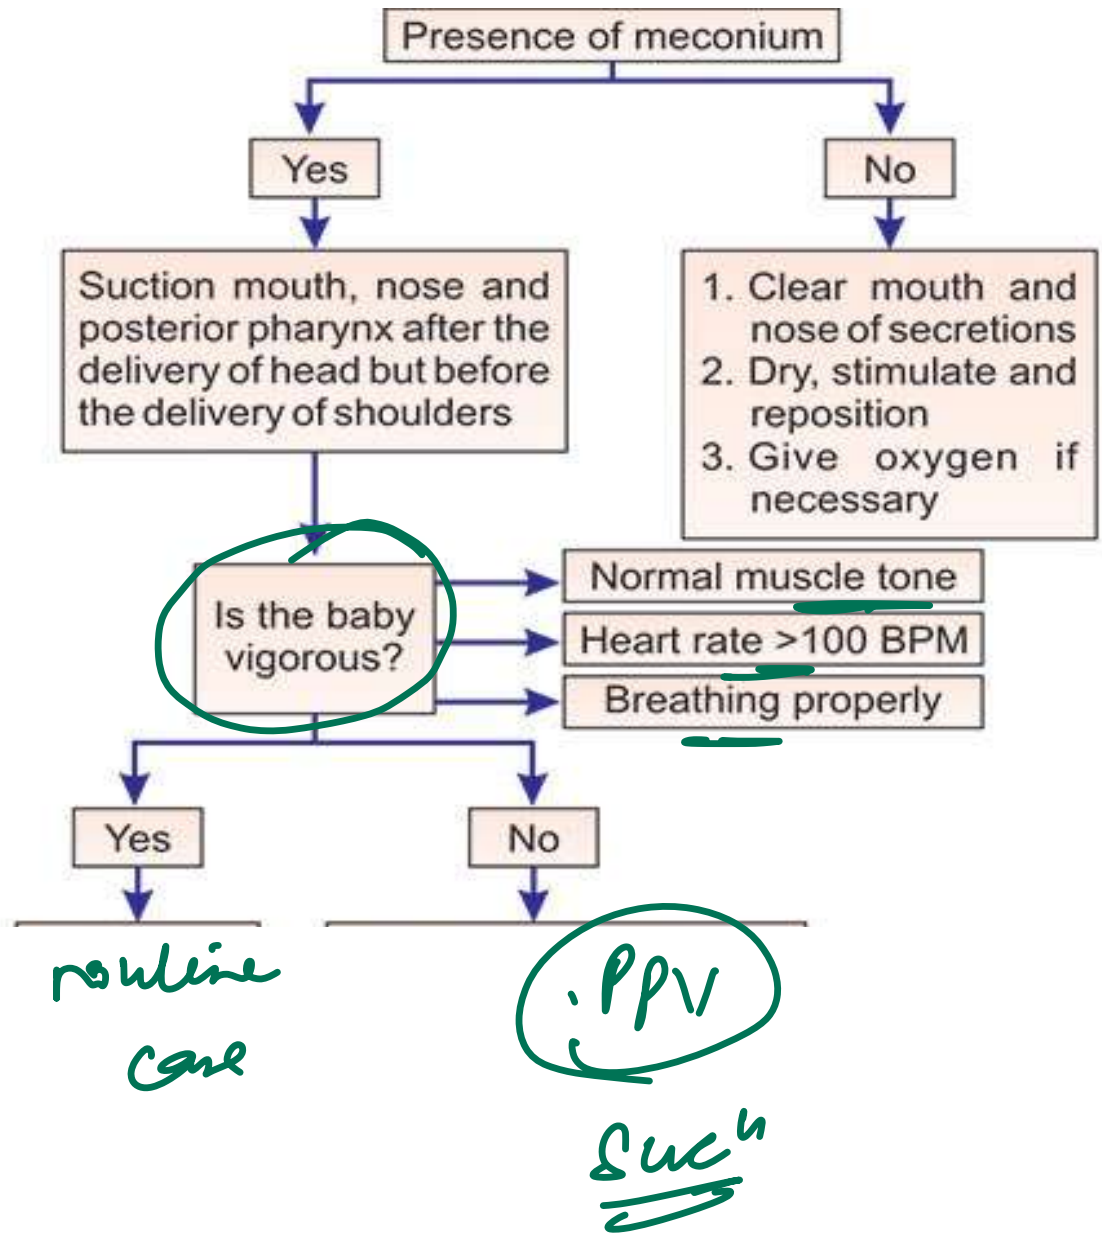 Presence of meconium
Yes
No
Suction mouth, nose and
posterior pharynx after the
delivery of head but before
the delivery of shoulders
1. Clear mouth and
nose of secretions
2. Dry, stimulate and
reposition
3. Give oxygen if
necessary
Is the baby
vigorous?
Normal muscle tone
Heart rate >100 BPM
Breathing properly
Yes
No
routine
care
PPV
Suc"